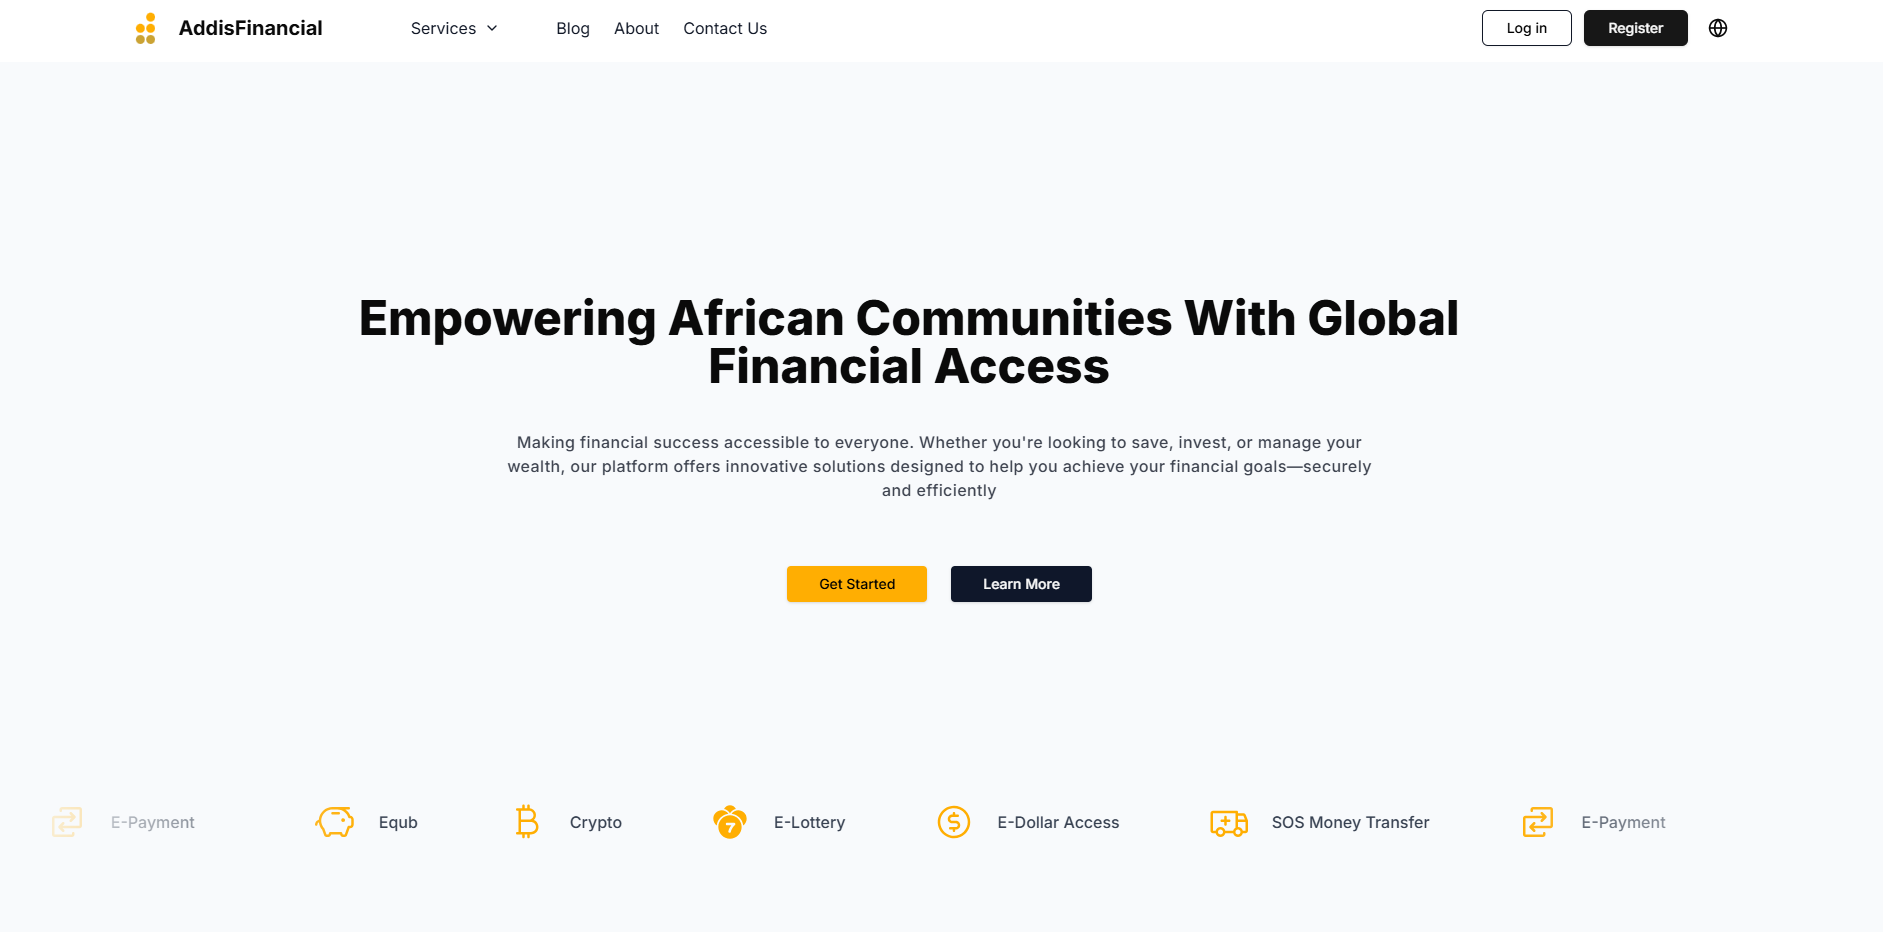 AddisFinancial
Services
Blog
About
Contact Us
Log in
Register
Empowering African Communities With Global
Financial Access
Making financial success accessible to everyone. Whether you're looking to save, invest, or manage your
wealth, our platform offers innovative solutions designed to help you achieve your financial goals—securely
and efficiently
Get Started
Learn More
E-Payment
Equb
Crypto
7
E-Lottery
E-Dollar Access
SOS Money Transfer
E-Payment